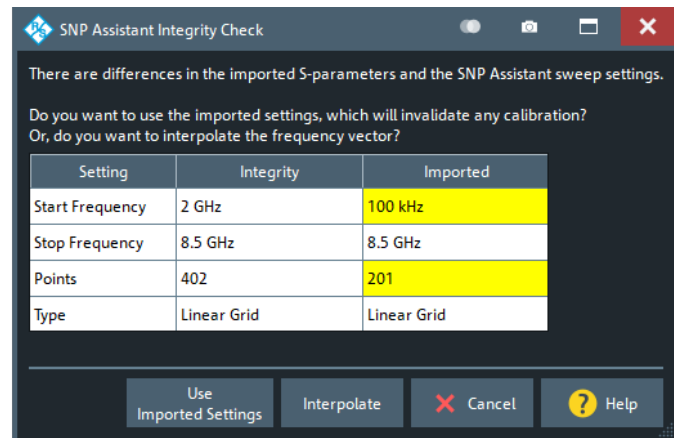 R&S
SNP Assistant Integrity Check
There are differences in the imported S-parameters and the SNP Assistant sweep settings.
Do you want to use the imported settings, which will invalidate any calibration?
Or, do you want to interpolate the frequency vector?
Setting Integrity Imported
Start Frequency 2 GHz 100 kHz
Stop Frequency 8.5 GHz 8.5 GHz
Points 402 201
Type Linear Grid Linear Grid
Use
Imported Settings
Interpolate
Cancel
? Help